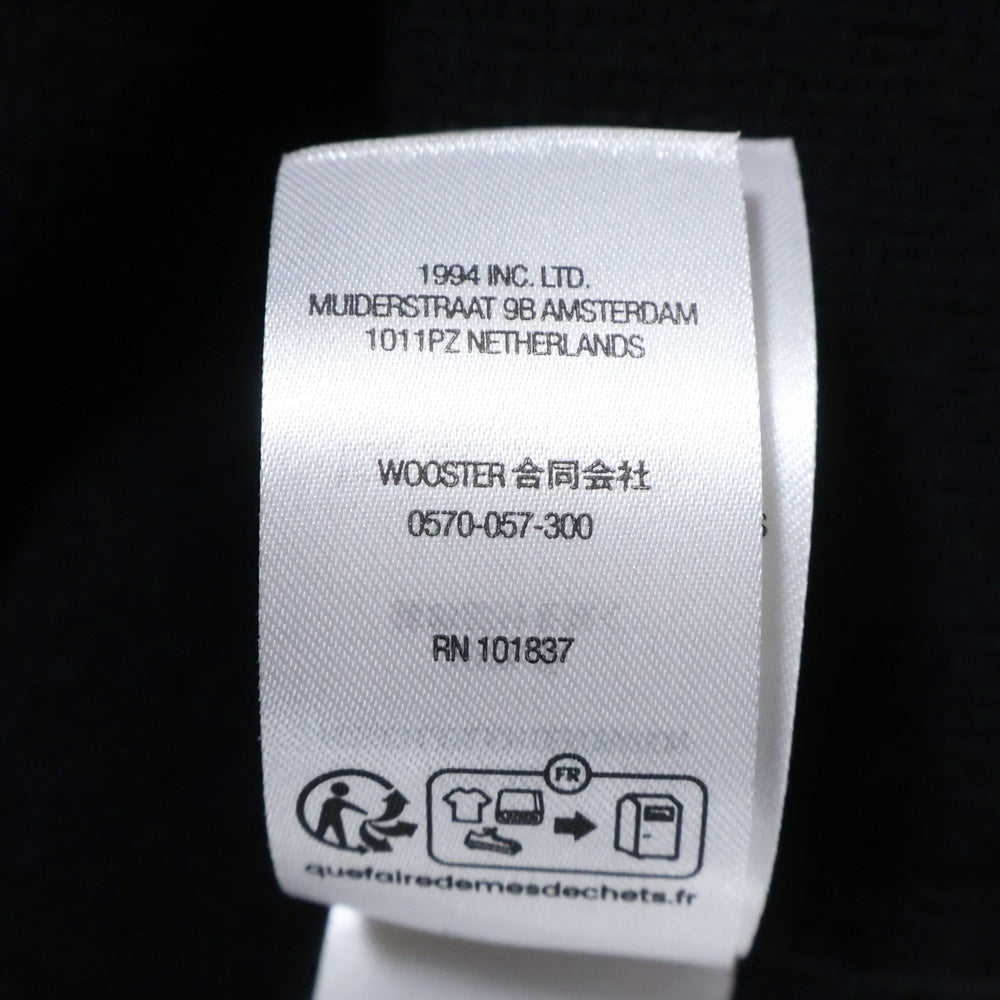 1994 INC. LTD.
MUIDERSTRAAT 9B AMSTERDAM
1011PZ NETHERLANDS
WOOSTER 合同会社
0570-057-300
RN 101837
FR
quefairedemesdechets.fr